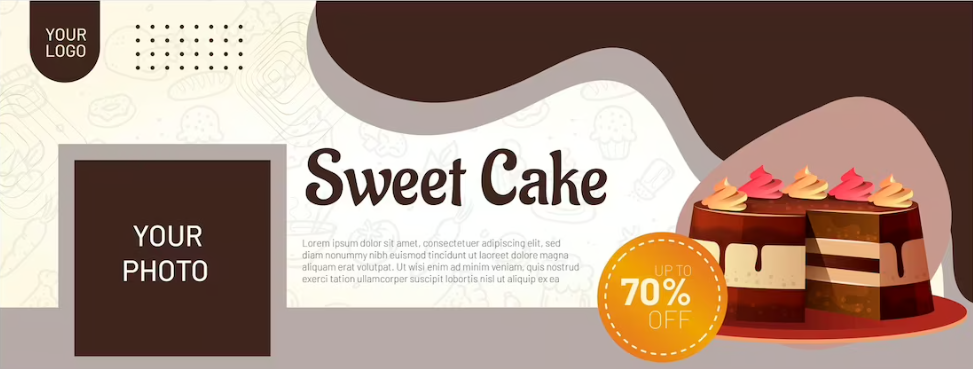 YOUR
LOGO
Sweet Cake
YOUR
PHOTO
Lorem ipsum dolor sit amet, consectetuer adipiscing elit, sed
diam nonummy nibh euismod tincidunt ut laoreet dolore magna
aliquam erat volutpat. Ut wisi enim ad minim veniam, quis nostrud
exerci tation ullamcorper suscipit lobortis nisl ut aliquip ex ea
UP TO
70%
OFF